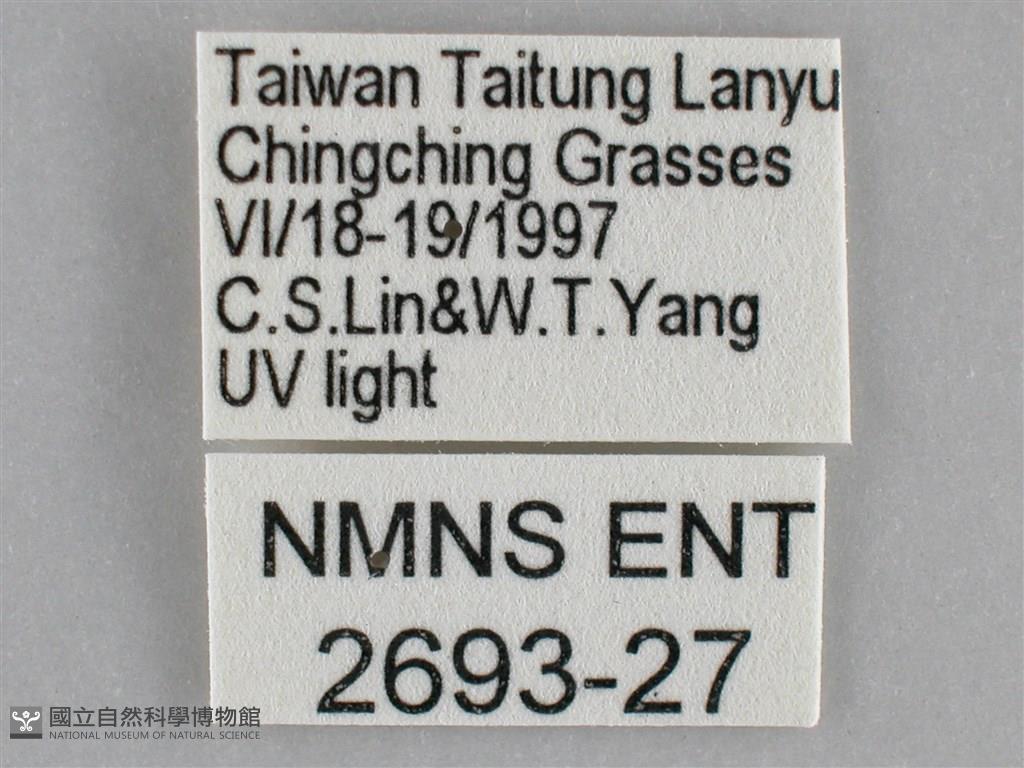 Taiwan Taitung Lanyu
Chingching Grasses
VI/18-19/1997
C.S.Lin&W.T.Yang
UV light
NMNS ENT
2693-27
國立自然科學博物館
NATIONAL MUSEUM OF NATURAL SCIENCE